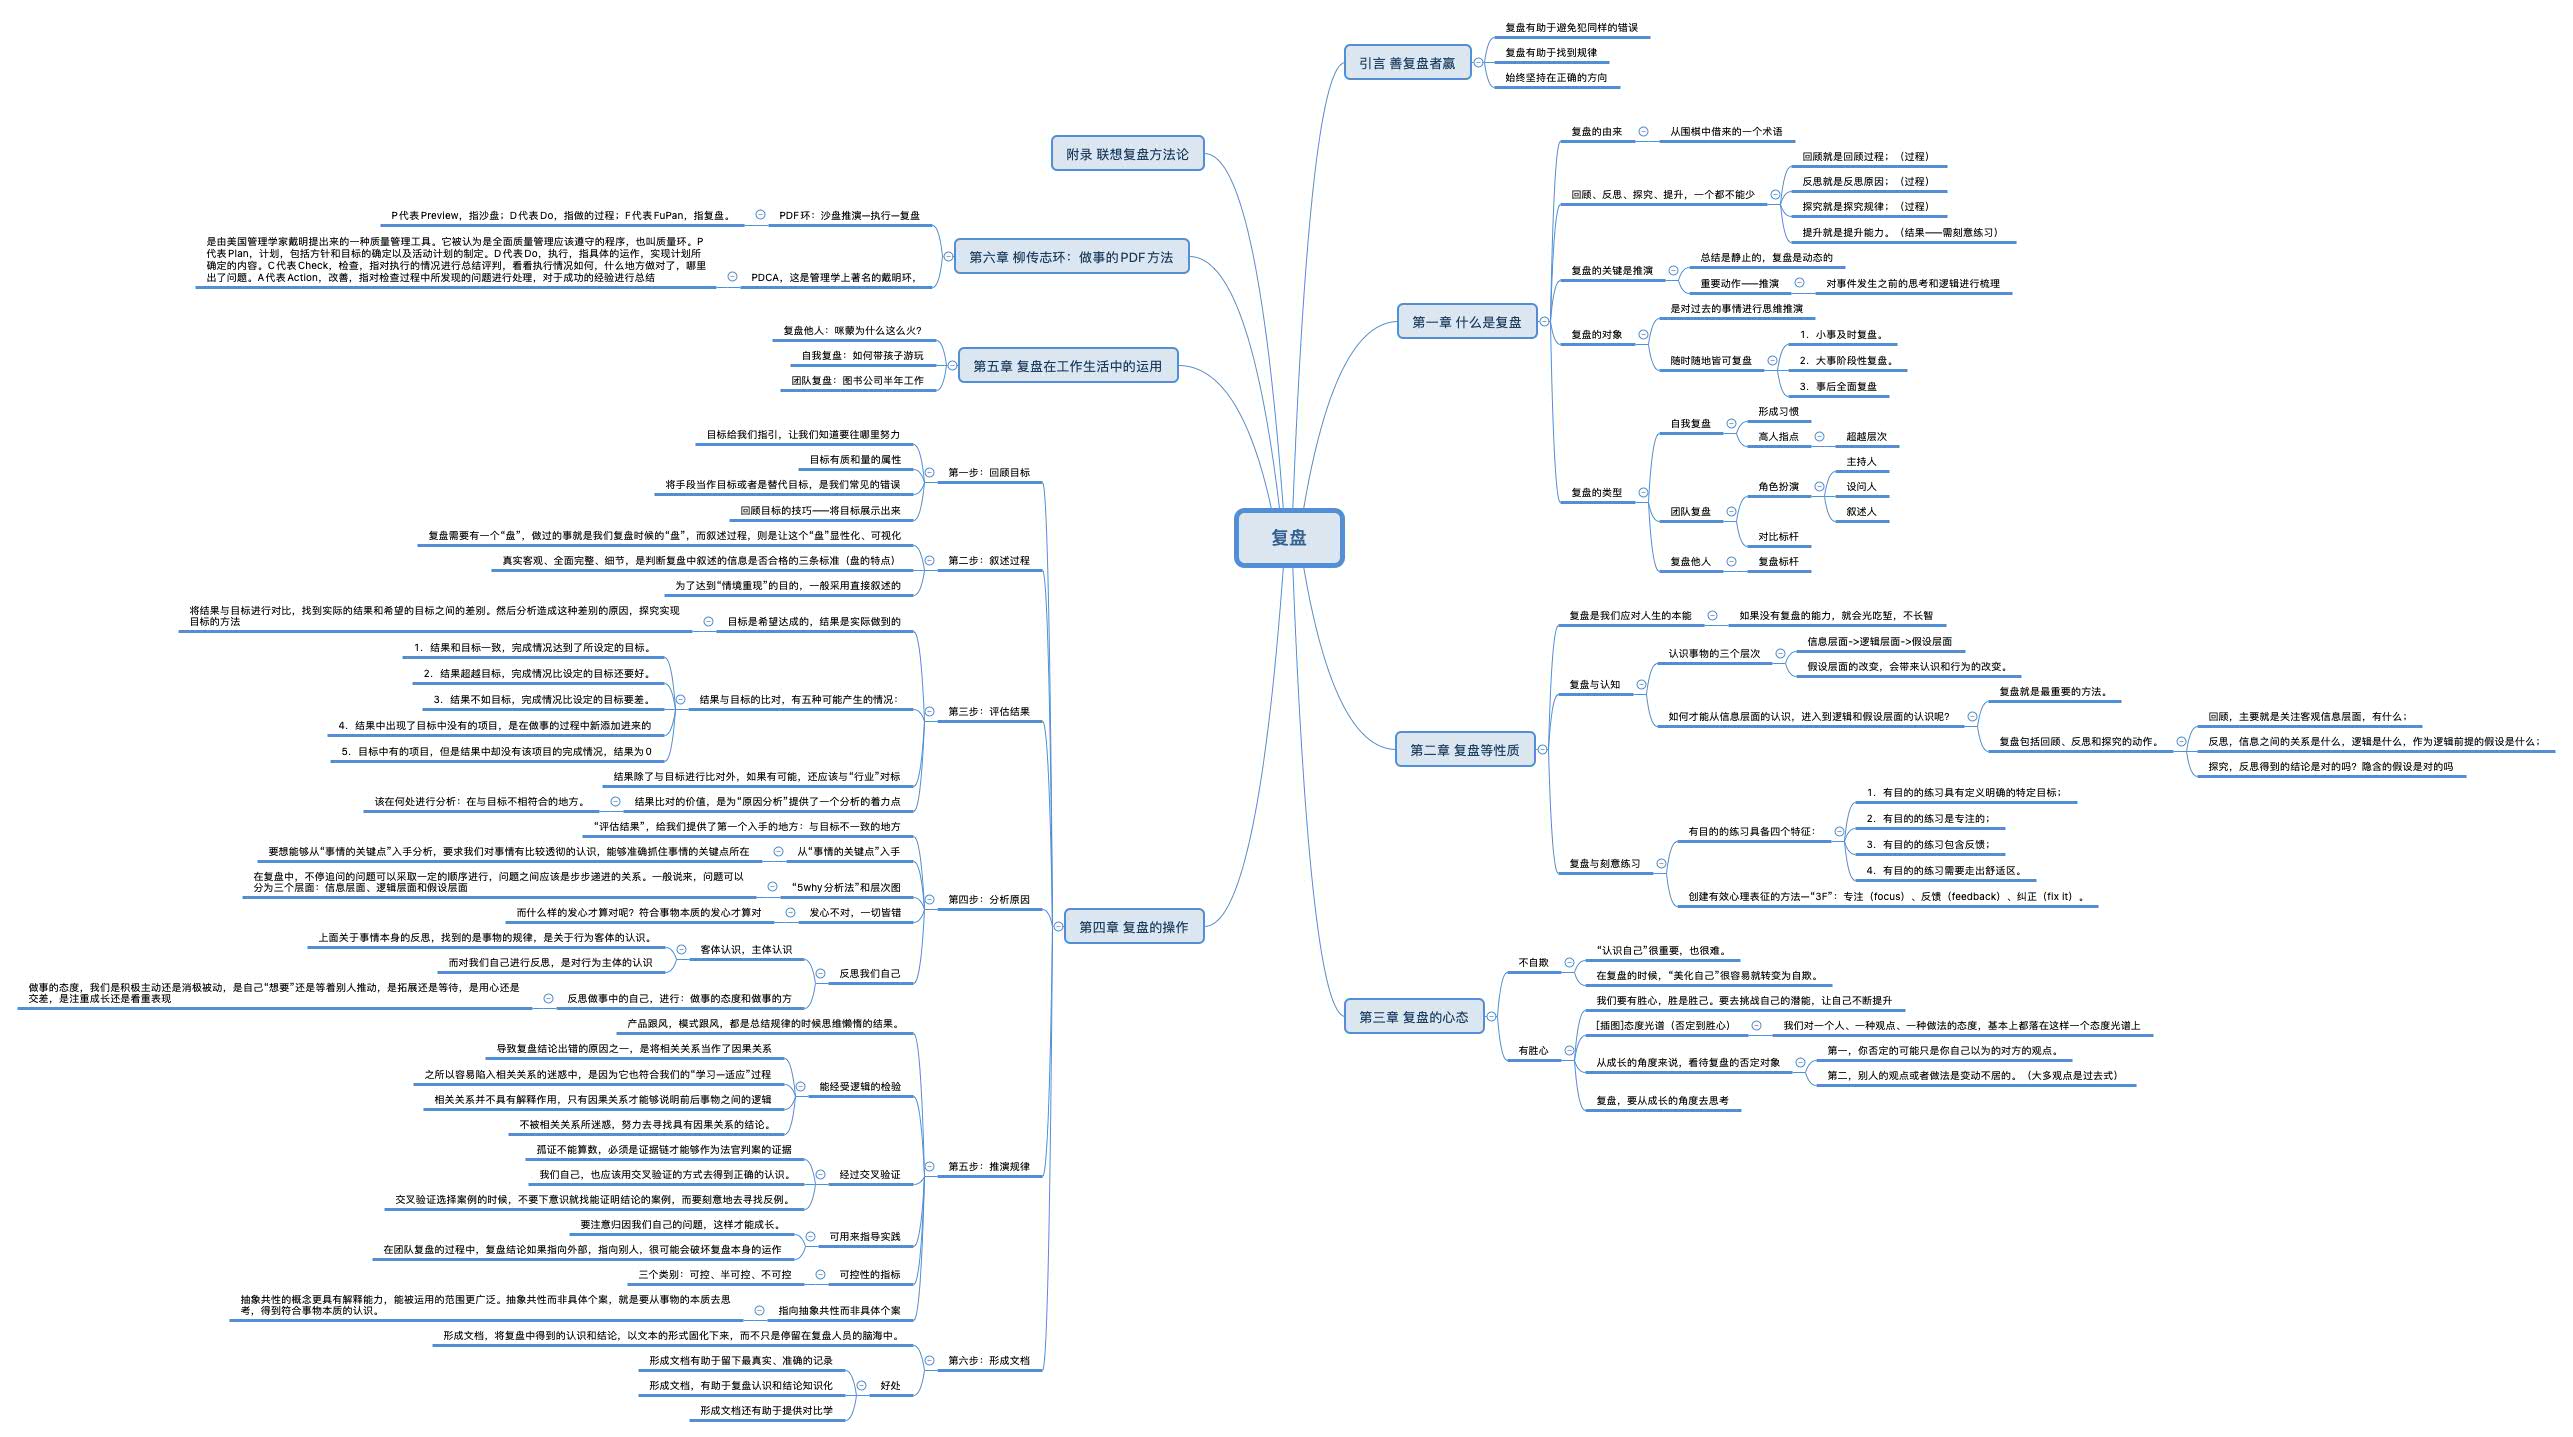 复盘
引言 善复盘者赢
复盘有助于避免犯同样的错误
复盘有助于找到规律
始终坚持在正确的方向
第一章 什么是复盘
复盘的由来
从围棋中借来的一个术语
回顾、反思、探究、提升，一个都不能少
回顾就是回顾过程；（过程）
反思就是反思原因；（过程）
探究就是探究规律；（过程）
提升就是提升能力。（结果——需刻意练习）
复盘的关键是推演
总结是静止的，复盘是动态的
重要动作——推演
对事件发生之前的思考和逻辑进行梳理
复盘的对象
是对过去的事情进行思维推演
随时随地皆可复盘
1. 小事及时复盘。
2. 大事阶段性复盘。
3. 事后全面复盘
复盘的类型
自我复盘
形成习惯
高人指点
超越层次
团队复盘
角色扮演
主持人
设问人
叙述人
对比标杆
复盘他人
复盘标杆
第二章 复盘等性质
复盘是我们应对人生的本能
如果没有复盘的能力，就会光吃堑，不长智
复盘与认知
认识事物的三个层次
信息层面->逻辑层面->假设层面
假设层面的改变，会带来认识和行为的改变。
如何才能从信息层面的认识，进入到逻辑和假设层面的认识呢？
复盘就是最重要的方法。
复盘包括回顾、反思和探究的动作。
回顾，主要就是关注客观信息层面，有什么；
反思，信息之间的关系是什么，逻辑是什么，作为逻辑前提的假设是什么；
探究，反思得到的结论是对的吗？隐含的假设是对的吗
复盘与刻意练习
有目的的练习具备四个特征：
1. 有目的的练习具有定义明确的特定目标；
2. 有目的的练习是专注的；
3. 有目的的练习包含反馈；
4. 有目的的练习需要走出舒适区。
创建有效心理表征的方法—“3F”：专注（focus）、反馈（feedback）、纠正（fix it）。
第三章 复盘的心态
不自欺
“认识自己”很重要，也很难。
在复盘的时候，“美化自己”很容易就转变为自欺。
有胜心
我们要有胜心，胜是胜己。要去挑战自己的潜能，让自己不断提升
[插图]态度光谱（否定到胜心）
我们对一个人、一种观点、一种做法的态度，基本上都落在这样一个态度光谱上
从成长的角度来说，看待复盘的否定对象
第一，你否定的可能只是你自己以为的对方的观点。
第二，别人的观点或者做法是变动不居的。（大多观点是过去式）
复盘，要从成长的角度去思考
附录 联想复盘方法论
第六章 柳传志环：做事的PDF方法
PDF环：沙盘推演—执行—复盘
P代表Preview，指沙盘；D代表Do，指做的过程；F代表FuPan，指复盘。
PDCA，这是管理学上著名的戴明环，
是由美国管理学家戴明提出来的一种质量管理工具。它被认为是全面质量管理应该遵守的程序，也叫质量环。P
代表Plan，计划，包括方针和目标的确定以及活动计划的制定。D代表Do，执行，指具体的运作，实现计划所
确定的内容。C代表Check，检查，指对执行的情况进行总结评判，看看执行情况如何，什么地方做对了，哪里
出了问题。A代表Action，改善，指对检查过程中所发现的问题进行处理，对于成功的经验进行总结
第五章 复盘在工作生活中的运用
复盘他人：咪蒙为什么这么火？
自我复盘：如何带孩子游玩
团队复盘：图书公司半年工作
第四章 复盘的操作
第一步：回顾目标
目标给我们指引，让我们知道要往哪里努力
目标有质和量的属性
将手段当作目标或者是替代目标，是我们常见的错误
回顾目标的技巧——将目标展示出来
第二步：叙述过程
复盘需要有一个“盘”，做过的事就是我们复盘时候的“盘”，而叙述过程，则是让这个“盘”显性化、可视化
真实客观、全面完整、细节，是判断复盘中叙述的信息是否合格的三条标准（盘的特点）
为了达到“情境重现”的目的，一般采用直接叙述的
第三步：评估结果
目标是希望达成的，结果是实际做到的
将结果与目标进行对比，找到实际的结果和希望的目标之间的差别。然后分析造成这种差别的原因，探究实现
目标的方法
结果与目标的比对，有五种可能产生的情况：
1. 结果和目标一致，完成情况达到了所设定的目标。
2. 结果超越目标，完成情况比设定的目标还要好。
3. 结果不如目标，完成情况比设定的目标要差。
4. 结果中出现了目标中没有的项目，是在做事的过程中新添加进来的
5. 目标中有的项目，但是结果中却没有该项目的完成情况，结果为0
结果除了与目标进行比对外，如果有可能，还应该与“行业”对标
结果比对的价值，是为“原因分析”提供了一个分析的着力点
该在何处进行分析：在与目标不相符合的地方。
第四步：分析原因
“评估结果”，给我们提供了第一个入手的地方：与目标不一致的地方
从“事情的关键点”入手
要想能够从“事情的关键点”入手分析，要求我们对事情有比较透彻的认识，能够准确抓住事情的关键点所在
“5why分析法”和层次图
在复盘中，不停追问的问题可以采取一定的顺序进行，问题之间应该是步步递进的关系。一般说来，问题可以
分为三个层面：信息层面、逻辑层面和假设层面
发心不对，一切皆错
而什么样的发心才算对呢？符合事物本质的发心才算对
反思我们自己
客体认识，主体认识
上面关于事情本身的反思，找到的是事物的规律，是关于行为客体的认识。
而对我们自己进行反思，是对行为主体的认识
反思做事中的自己，进行：做事的态度和做事的方
做事的态度，我们是积极主动还是消极被动，是自己“想要”还是等着别人推动，是拓展还是等待，是用心还是
交差，是注重成长还是看重表现
第五步：推演规律
产品跟风，模式跟风，都是总结规律的时候思维懒惰的结果。
能经受逻辑的检验
导致复盘结论出错的原因之一，是将相关关系当作了因果关系
之所以容易陷入相关关系的迷惑中，是因为它也符合我们的“学习—适应”过程
相关关系并不具有解释作用，只有因果关系才能够说明前后事物之间的逻辑
不被相关关系所迷惑，努力去寻找具有因果关系的结论。
经过交叉验证
孤证不能算数，必须是证据链才能够作为法官判案的证据
我们自己，也应该用交叉验证的方式去得到正确的认识。
交叉验证选择案例的时候，不要下意识就找能证明结论的案例，而要刻意地去寻找反例。
可用来指导实践
要注意归因我们自己的问题，这样才能成长。
在团队复盘的过程中，复盘结论如果指向外部，指向别人，很可能会破坏复盘本身的运作
可控性的指标
三个类别：可控、半可控、不可控
指向抽象共性而非具体个案
抽象共性的概念更具有解释能力，能被运用的范围更广泛。抽象共性而非具体个案，就是要从事物的本质去思
考，得到符合事物本质的认识。
第六步：形成文档
形成文档，将复盘中得到的认识和结论，以文本的形式固化下来，而不只是停留在复盘人员的脑海中。
好处
形成文档有助于留下最真实、准确的记录
形成文档，有助于复盘认识和结论知识化
形成文档还有助于提供对比学